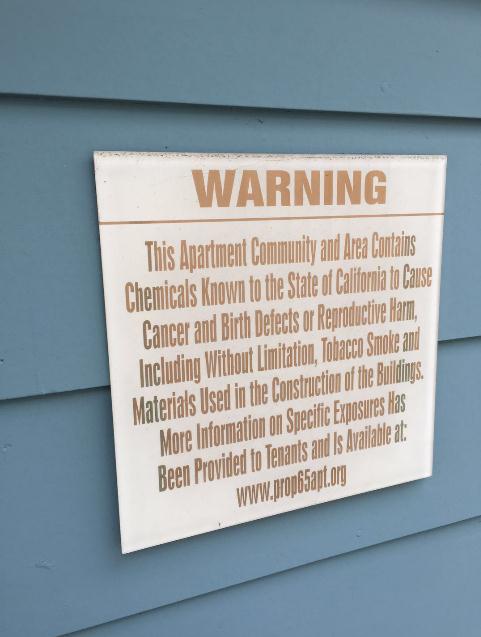 WARNING
This Apartment Community and Area Contains
Chemicals Known to the State of California to Cause
Cancer and Birth Defects or Reproductive Harm,
Including Without Limitation, Tobacco Smoke and
Materials Used in the Construction of the Buildings.
More Information on Specific Exposures Has
Been Provided to Tenants and Is Available at:
www.prop65apt.org